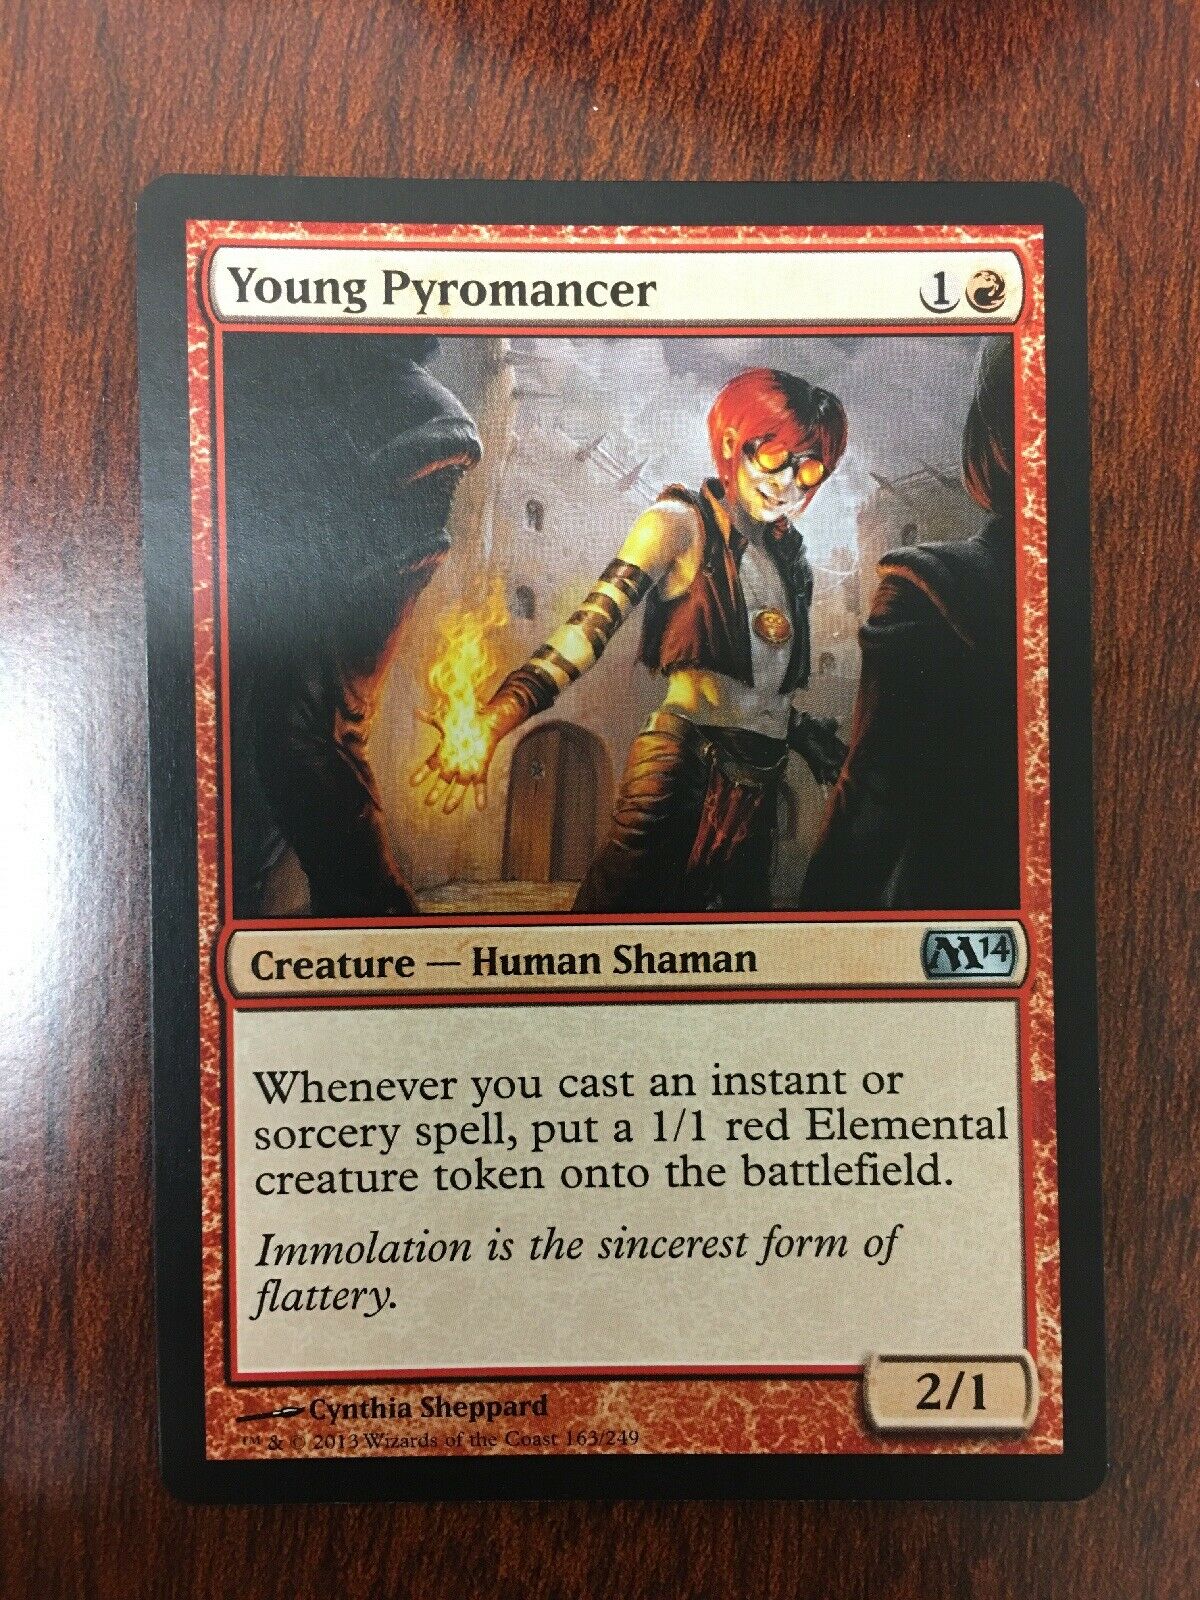 Young Pyromancer 1
Creature — Human Shaman M14
Whenever you cast an instant or
sorcery spell, put a 1/1 red Elemental
creature token onto the battlefield.
Immolation is the sincerest form of
flattery.
2/1
Cynthia Sheppard
™ & © 2013 Wizards of the Coast 163/249